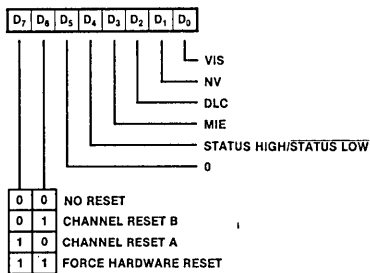 D7 D6 D5 D4 D3 D2 D1 D0
VIS
NV
DLC
MIE
STATUS HIGH/STATUS LOW
0
0 0 NO RESET
0 1 CHANNEL RESET B
1 0 CHANNEL RESET A
1 1 FORCE HARDWARE RESET